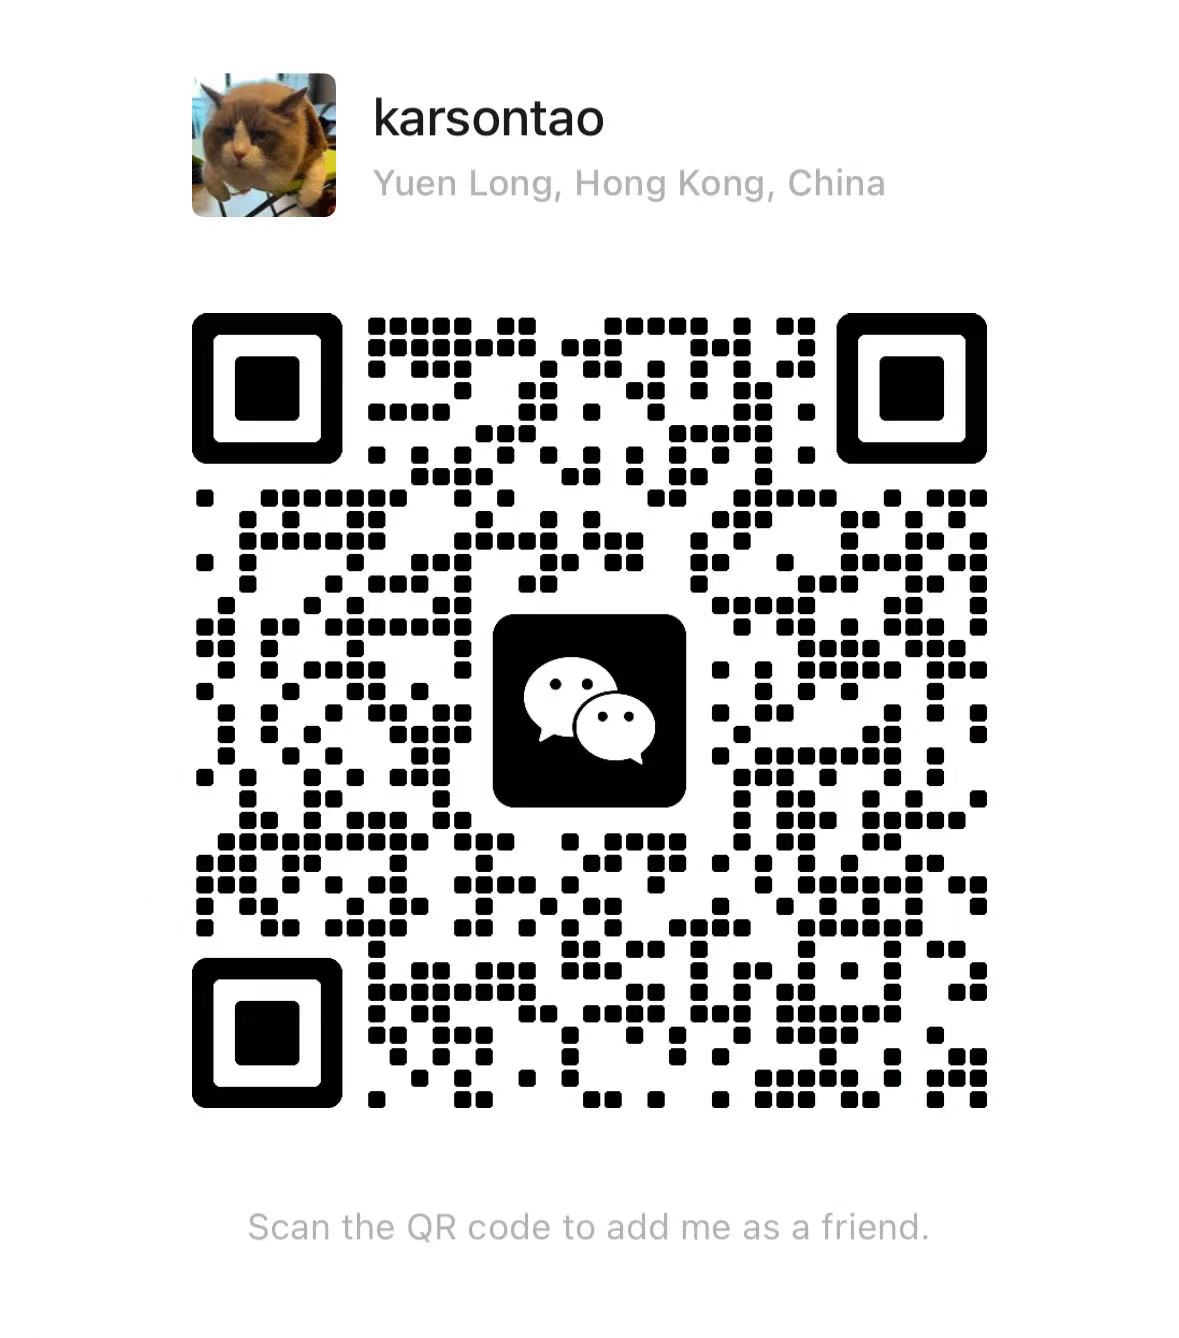 karsontao
Yuen Long, Hong Kong, China
Scan the QR code to add me as a friend.